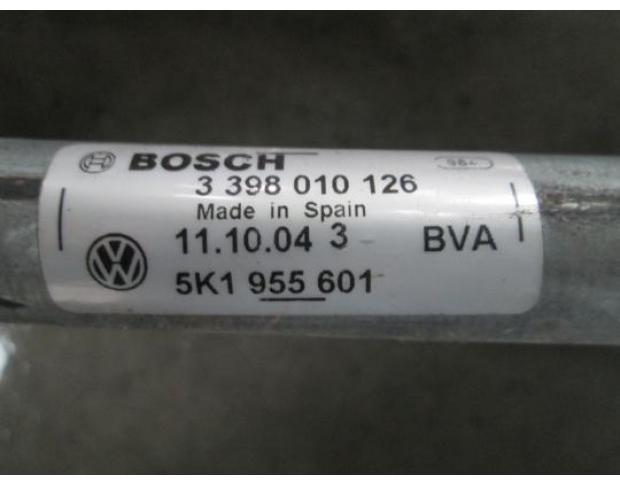 BOSCH
3 398 010 126
Made in Spain
11.10.04 3 BVA
5K1 955 601